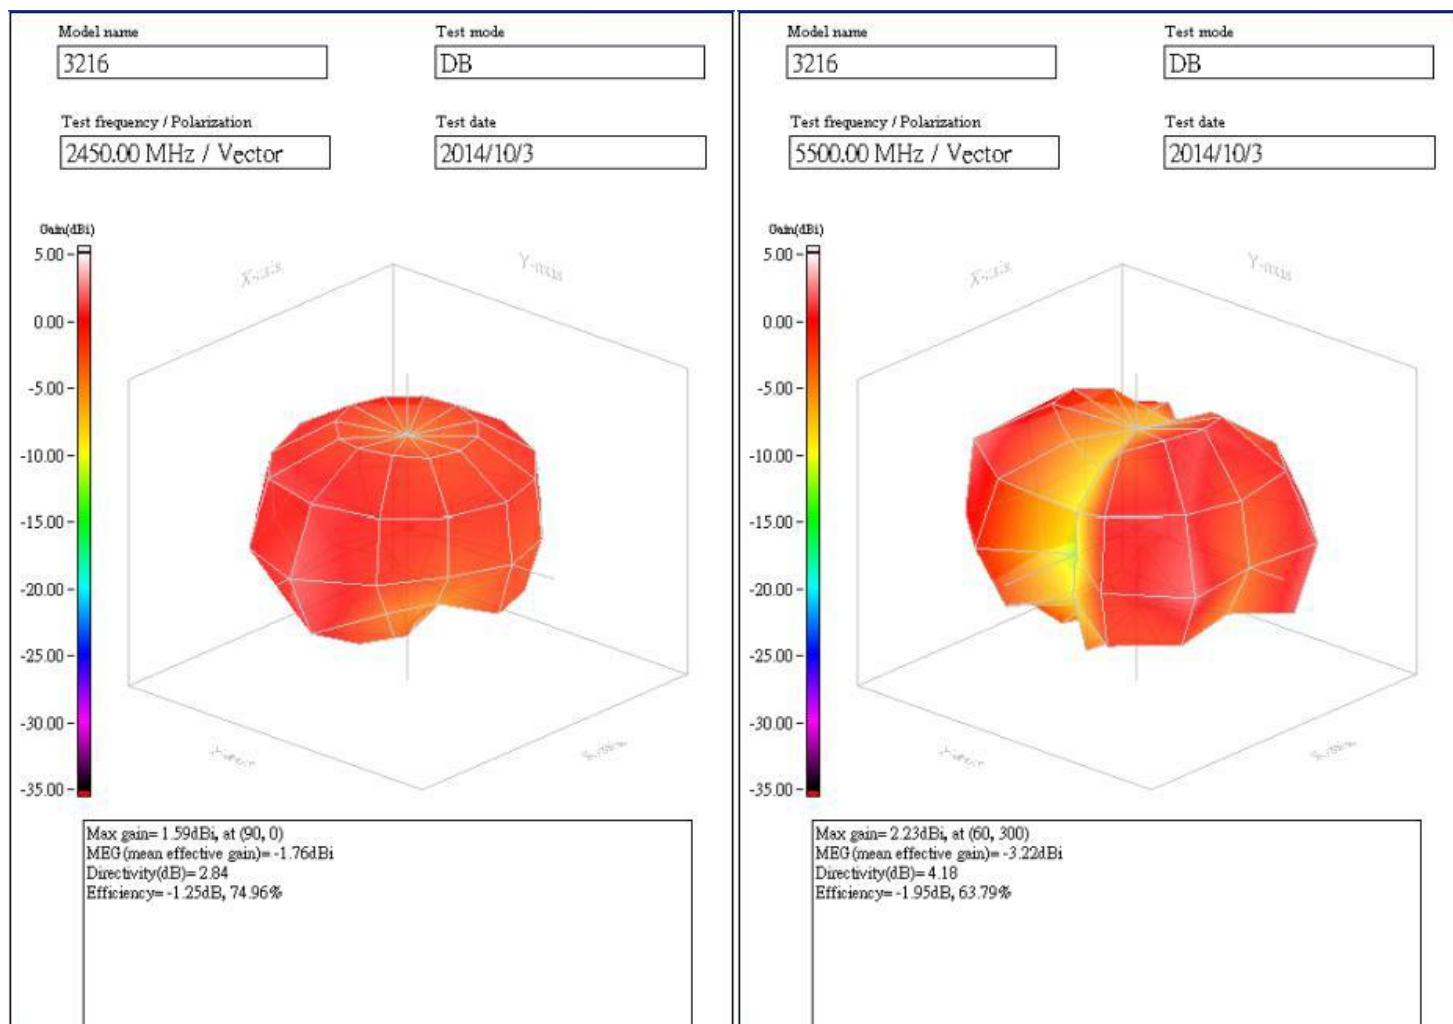 Model name
3216
Test mode
DB
Test frequency / Polarization
2450.00 MHz / Vector
Test date
2014/10/3
Gain(dBi)
5.00
0.00
-5.00
-10.00
-15.00
-20.00
-25.00
-30.00
-35.00
X-axis
Y-axis
Max gain= 1.59dBi, at (90, 0)
MEG(mean effective gain)= -1.76dBi
Directivity(dB)= 2.84
Efficiency= -1.25dB, 74.96%
Model name
3216
Test mode
DB
Test frequency / Polarization
5500.00 MHz / Vector
Test date
2014/10/3
Gain(dBi)
5.00
0.00
-5.00
-10.00
-15.00
-20.00
-25.00
-30.00
-35.00
X-axis
Y-axis
Max gain= 2.23dBi, at (60, 300)
MEG(mean effective gain)= -3.22dBi
Directivity(dB)= 4.18
Efficiency= -1.95dB, 63.79%